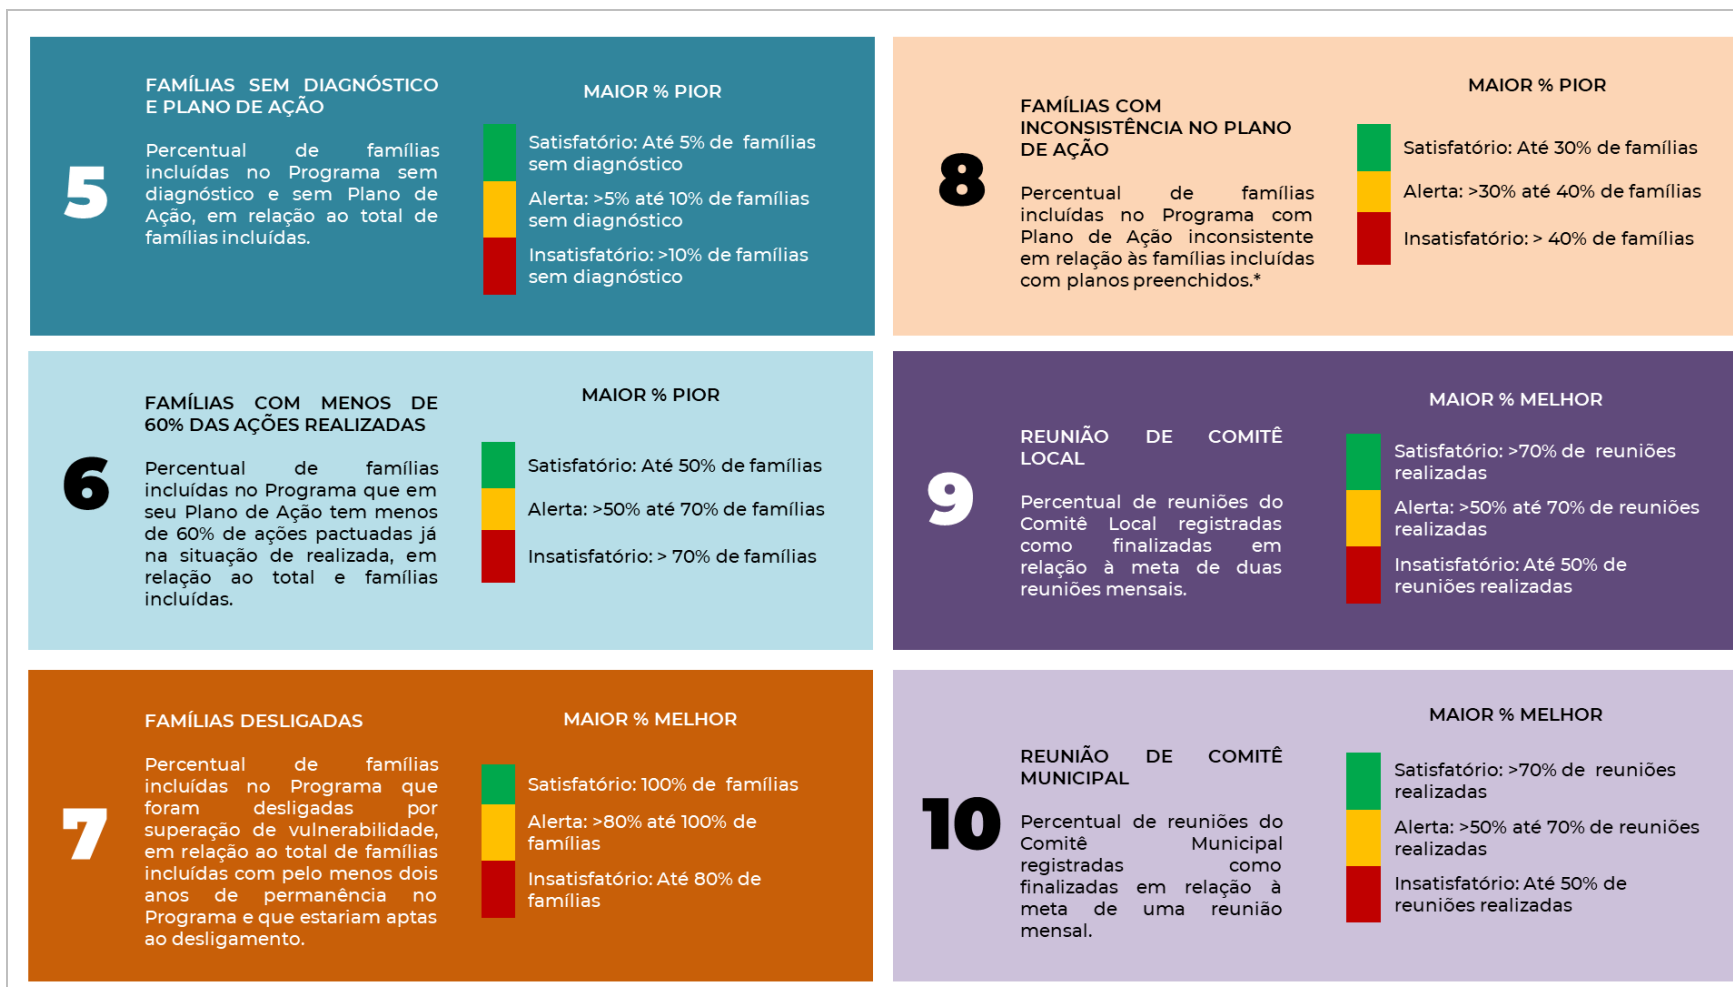 5
FAMÍLIAS SEM DIAGNÓSTICO
E PLANO DE AÇÃO
Percentual de famílias
incluídas no Programa sem
diagnóstico e sem Plano de
Ação, em relação ao total de
famílias incluídas.
MAIOR % PIOR
Satisfatório: Até 5% de famílias
sem diagnóstico
Alerta: >5% até 10% de famílias
sem diagnóstico
Insatisfatório: >10% de famílias
sem diagnóstico
6
FAMÍLIAS COM MENOS DE
60% DAS AÇÕES REALIZADAS
Percentual de famílias
incluídas no Programa que em
seu Plano de Ação tem menos
de 60% de ações pactuadas já
na situação de realizada, em
relação ao total e famílias
incluídas.
MAIOR % PIOR
Satisfatório: Até 50% de famílias
Alerta: >50% até 70% de famílias
Insatisfatório: > 70% de famílias
7
FAMÍLIAS DESLIGADAS
Percentual de famílias
incluídas no Programa que
foram desligadas por
superação de vulnerabilidade,
em relação ao total de famílias
incluídas com pelo menos dois
anos de permanência no
Programa e que estariam aptas
ao desligamento.
MAIOR % MELHOR
Satisfatório: 100% de famílias
Alerta: >80% até 100% de
famílias
Insatisfatório: Até 80% de
famílias
8
FAMÍLIAS COM
INCONSISTÊNCIA NO PLANO
DE AÇÃO
Percentual de famílias
incluídas no Programa com
Plano de Ação inconsistente
em relação às famílias incluídas
com planos preenchidos.*
MAIOR % PIOR
Satisfatório: Até 30% de famílias
Alerta: >30% até 40% de famílias
Insatisfatório: > 40% de famílias
9
REUNIÃO DE COMITÊ
LOCAL
Percentual de reuniões do
Comitê Local registradas
como finalizadas em
relação à meta de duas
reuniões mensais.
MAIOR % MELHOR
Satisfatório: >70% de reuniões
realizadas
Alerta: >50% até 70% de reuniões
realizadas
Insatisfatório: Até 50% de
reuniões realizadas
10
REUNIÃO DE COMITÊ
MUNICIPAL
Percentual de reuniões do
Comitê Municipal
registradas como
finalizadas em relação à
meta de uma reunião
mensal.
MAIOR % MELHOR
Satisfatório: >70% de reuniões
realizadas
Alerta: >50% até 70% de reuniões
realizadas
Insatisfatório: Até 50% de
reuniões realizadas